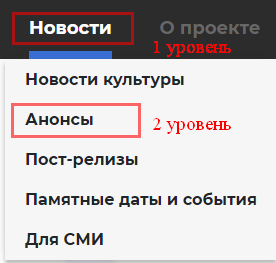 Новости О проекте
1 уровень
Новости культуры
Анонсы
2 уровень
Пост-релизы
Памятные даты и события
Для СМИ